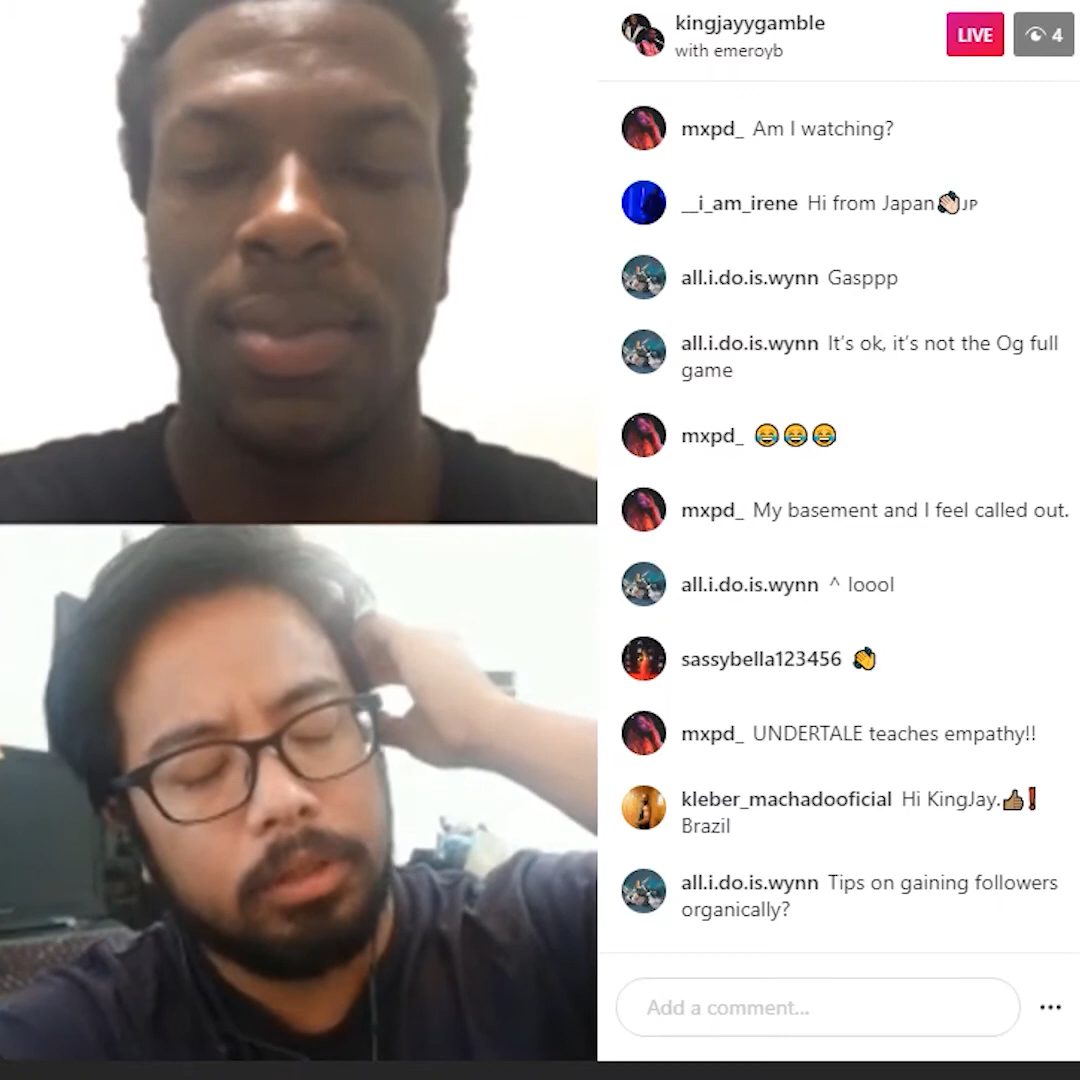 kingjayygamble
with emeroyb
LIVE
4
mxpd_ Am I watching?
__i_am_irene Hi from Japan👏🏻JP
all.i.do.is.wynn Gasppp
all.i.do.is.wynn It's ok, it's not the Og full
game
mxpd_ 😂😂😂
mxpd_ My basement and I feel called out.
all.i.do.is.wynn ^ loool
sassybella123456 👏
mxpd_ UNDERTALE teaches empathy!!
kleber_machadooficial Hi KingJay.👍🏽❗
Brazil
all.i.do.is.wynn Tips on gaining followers
organically?
Add a comment...